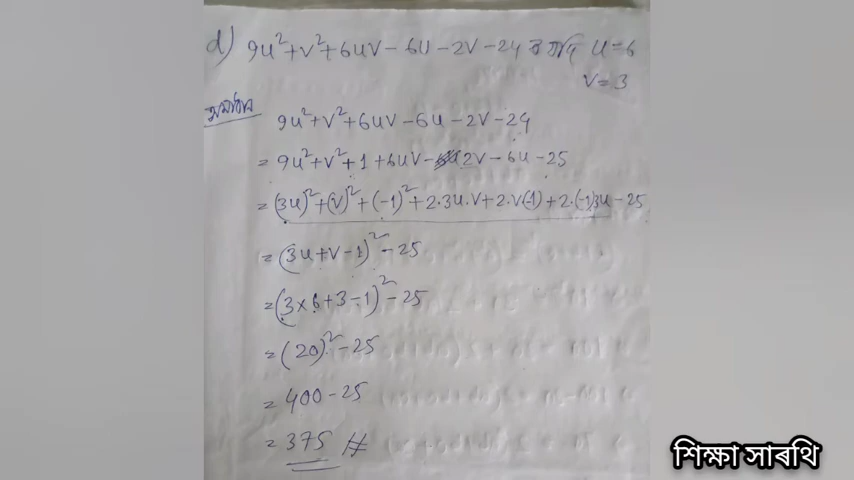 d) 9u²+v²+6uv-6u-2v-24 ৰ মান u=6
v=3
সমাধান
9u²+v²+6uv-6u-2v-24
= 9u²+v²+1+6uv-2v-6u-25
= (3u)²+(v)²+(-1)²+2·3u·v+2·v(-1)+2·(-1)3u-25
= (3u+v-1)²-25
= (3×6+3-1)²-25
= (20)²-25
= 400-25
= 375 #
শিক্ষা সাৰথি